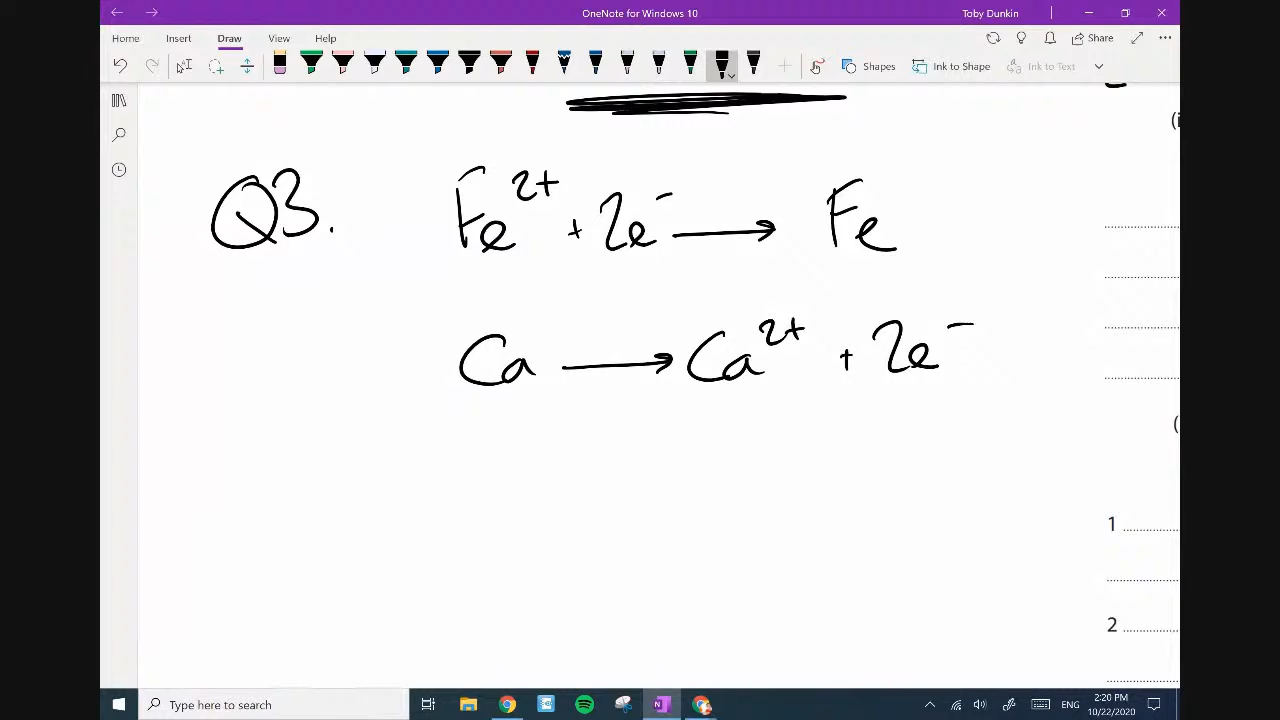 OneNote for Windows 10
Toby Dunkin
Home Insert Draw View Help
Share
Shapes
Ink to Shape
Ink to Text
(i
Q3. Fe²⁺ + 2e⁻ → Fe
Ca → Ca²⁺ + 2e⁻
(
1
2
Type here to search
ENG
2:20 PM
10/22/2020